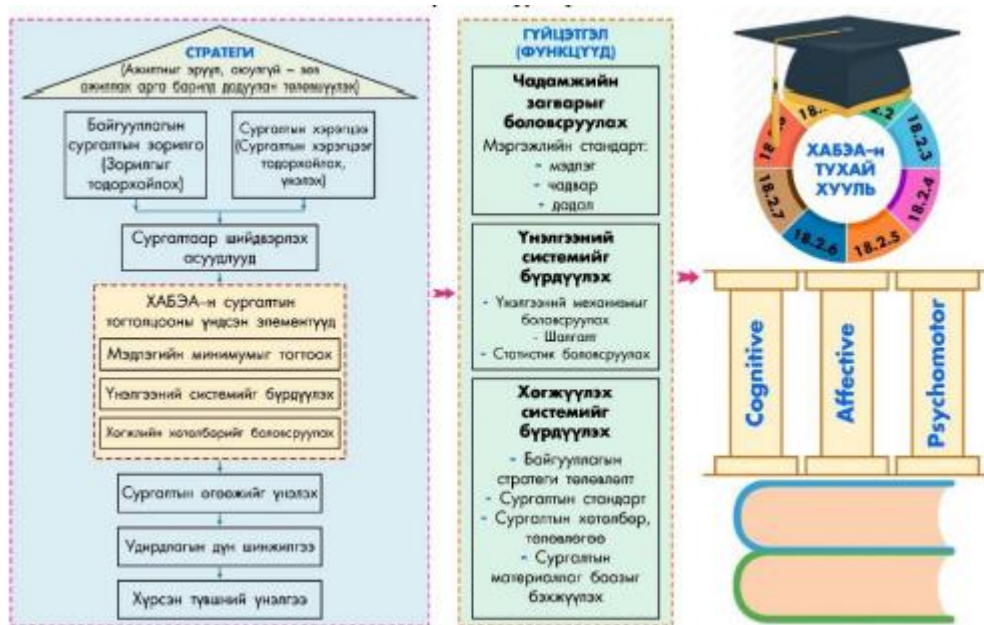 СТРАТЕГИ
(Ажилтныг эрүүл, аюулгүй – зөв
ажиллах арга барилд дадуулан төлөвшүүлэх)
Байгууллагын
сургалтын зорилго
(Зорилгыг
тодорхойлох)
Сургалтын хэрэгцээ
(Сургалтын хэрэгцээг
тодорхойлох,
үнэлэх)
Сургалтаар шийдвэрлэх
асуудлууд
ХАБЭА–н сургалтын
тогтолцооны үндсэн элементүүд
Мэдлэгийн минимумыг тогтоох
Үнэлгээний системийг бүрдүүлэх
Хөгжлийн хөтөлбөрийг боловсруулах
Сургалтын өгөөжийг үнэлэх
Удирдлагын дүн шинжилгээ
Хүрсэн түвшний үнэлгээ
ГҮЙЦЭТГЭЛ
(ФУНКЦҮҮД)
Чадамжийн
загварыг
боловсруулах
Мэргэжлийн стандарт:
- мэдлэг
- чадвар
- дадал
Үнэлгээний
системийг
бүрдүүлэх
- Үнэлгээний механизмыг
боловсруулах
- Шалгалт
- Статистик боловсруулах
Хөгжүүлэх
системийг
бүрдүүлэх
- Байгууллагын
стратеги төлөвлөлт
- Сургалтын стандарт
- Сургалтын хөтөлбөр,
төлөвлөгөө
- Сургалтын
материаллаг баазыг
бэхжүүлэх
18.2.3
18.2.4
18.2.5
18.2.6
18.2.7
ХАБЭА–н
ТУХАЙ
ХУУЛЬ
Cognitive
Affective
Psychomotor